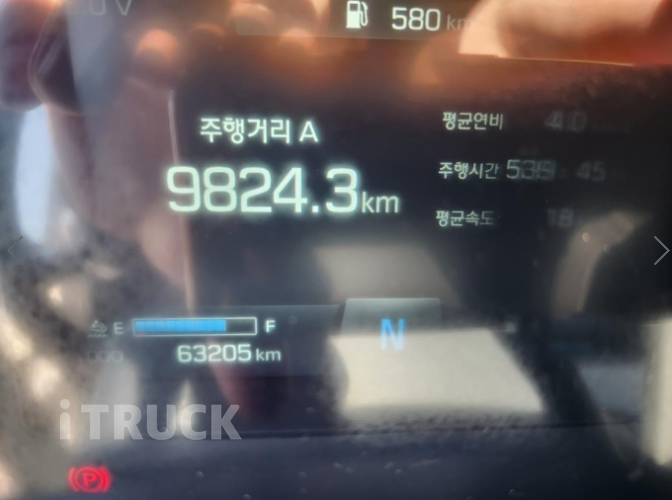 580 km
주행거리 A
9824.3km
평균연비
주행시간
평균속도
E F
63205 km
N
iTRUCK
P